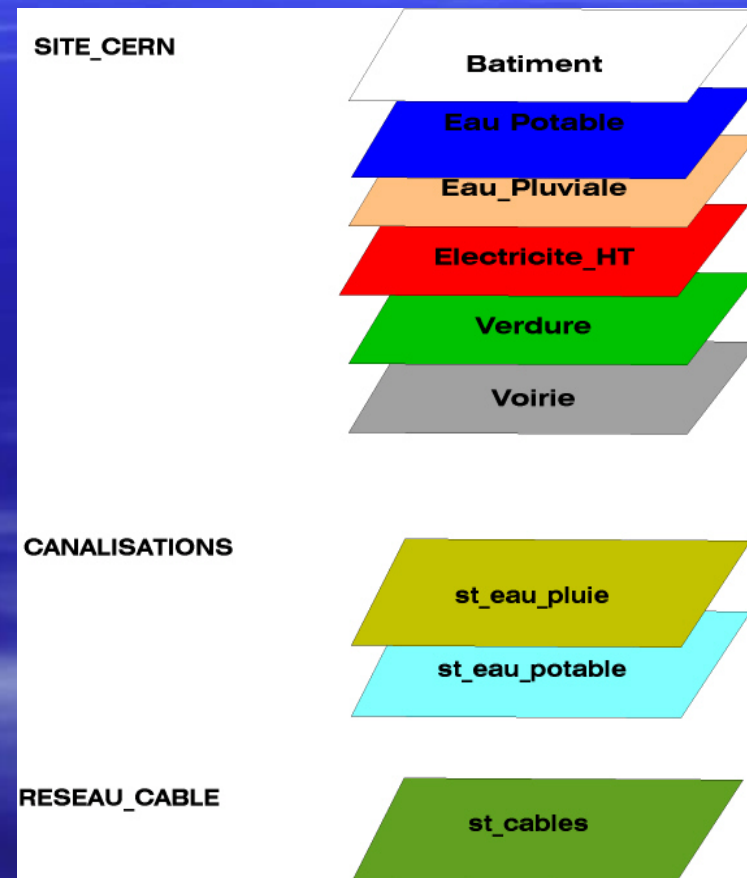 SITE_CERN
Batiment
Eau Potable
Eau_Pluviale
Electricite_HT
Verdure
Voirie
CANALISATIONS
st_eau_pluie
st_eau_potable
RESEAU_CABLE
st_cables